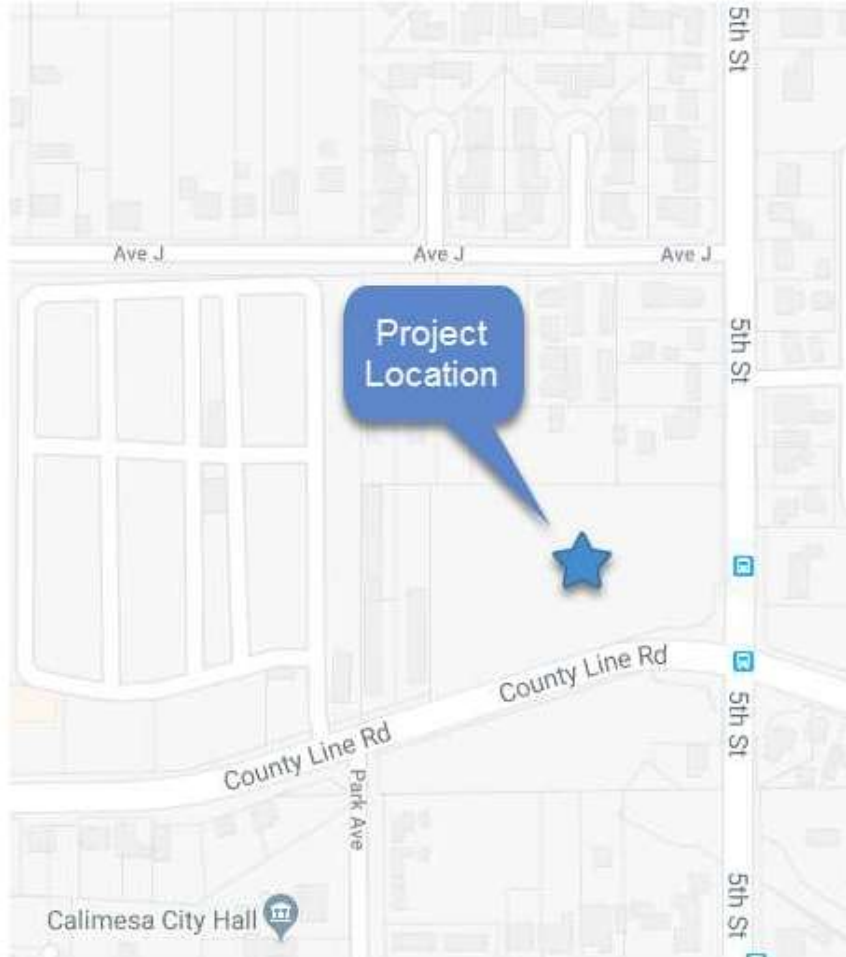 5th St
Ave J
Ave J
Ave J
Project
Location
5th St
County Line Rd
County Line Rd
5th St
Park Ave
5th St
Calimesa City Hall